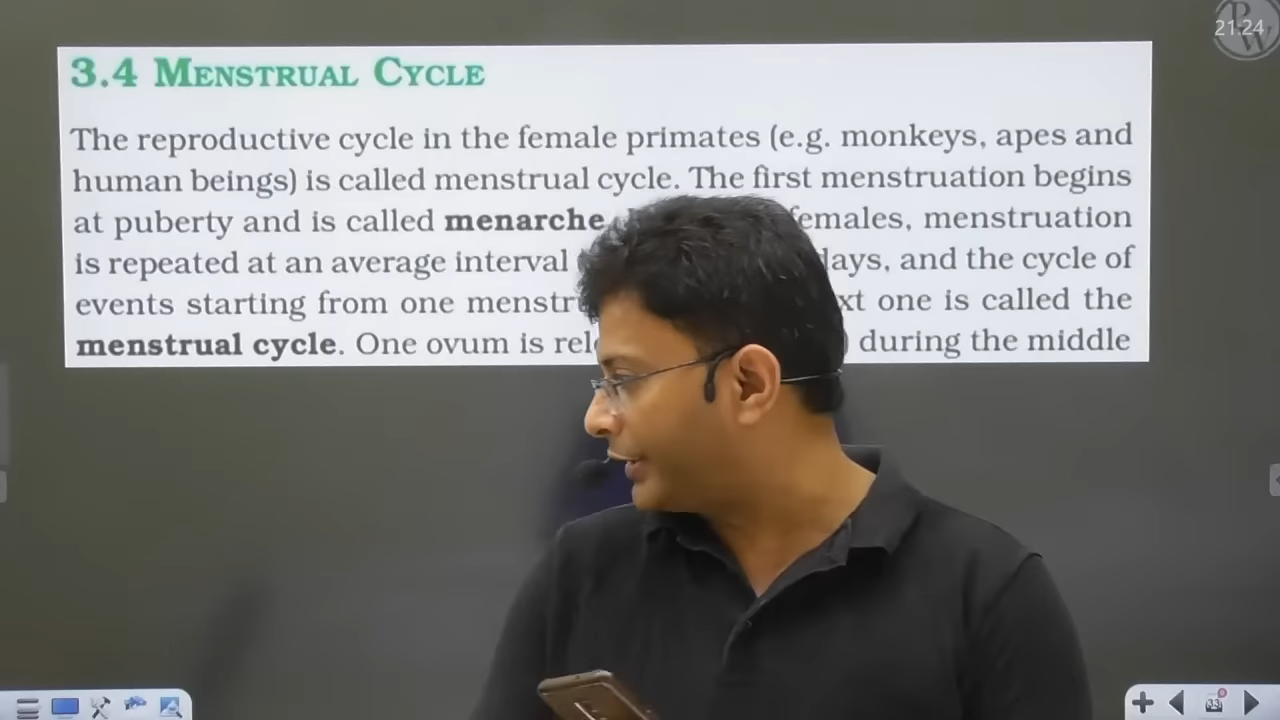 21:24
PW
3.4 MENSTRUAL CYCLE
The reproductive cycle in the female primates (e.g. monkeys, apes and
human beings) is called menstrual cycle. The first menstruation begins
at puberty and is called menarche females, menstruation
is repeated at an average interval days, and the cycle of
events starting from one one is called the
menstrual cycle. One ovum is during the middle
33